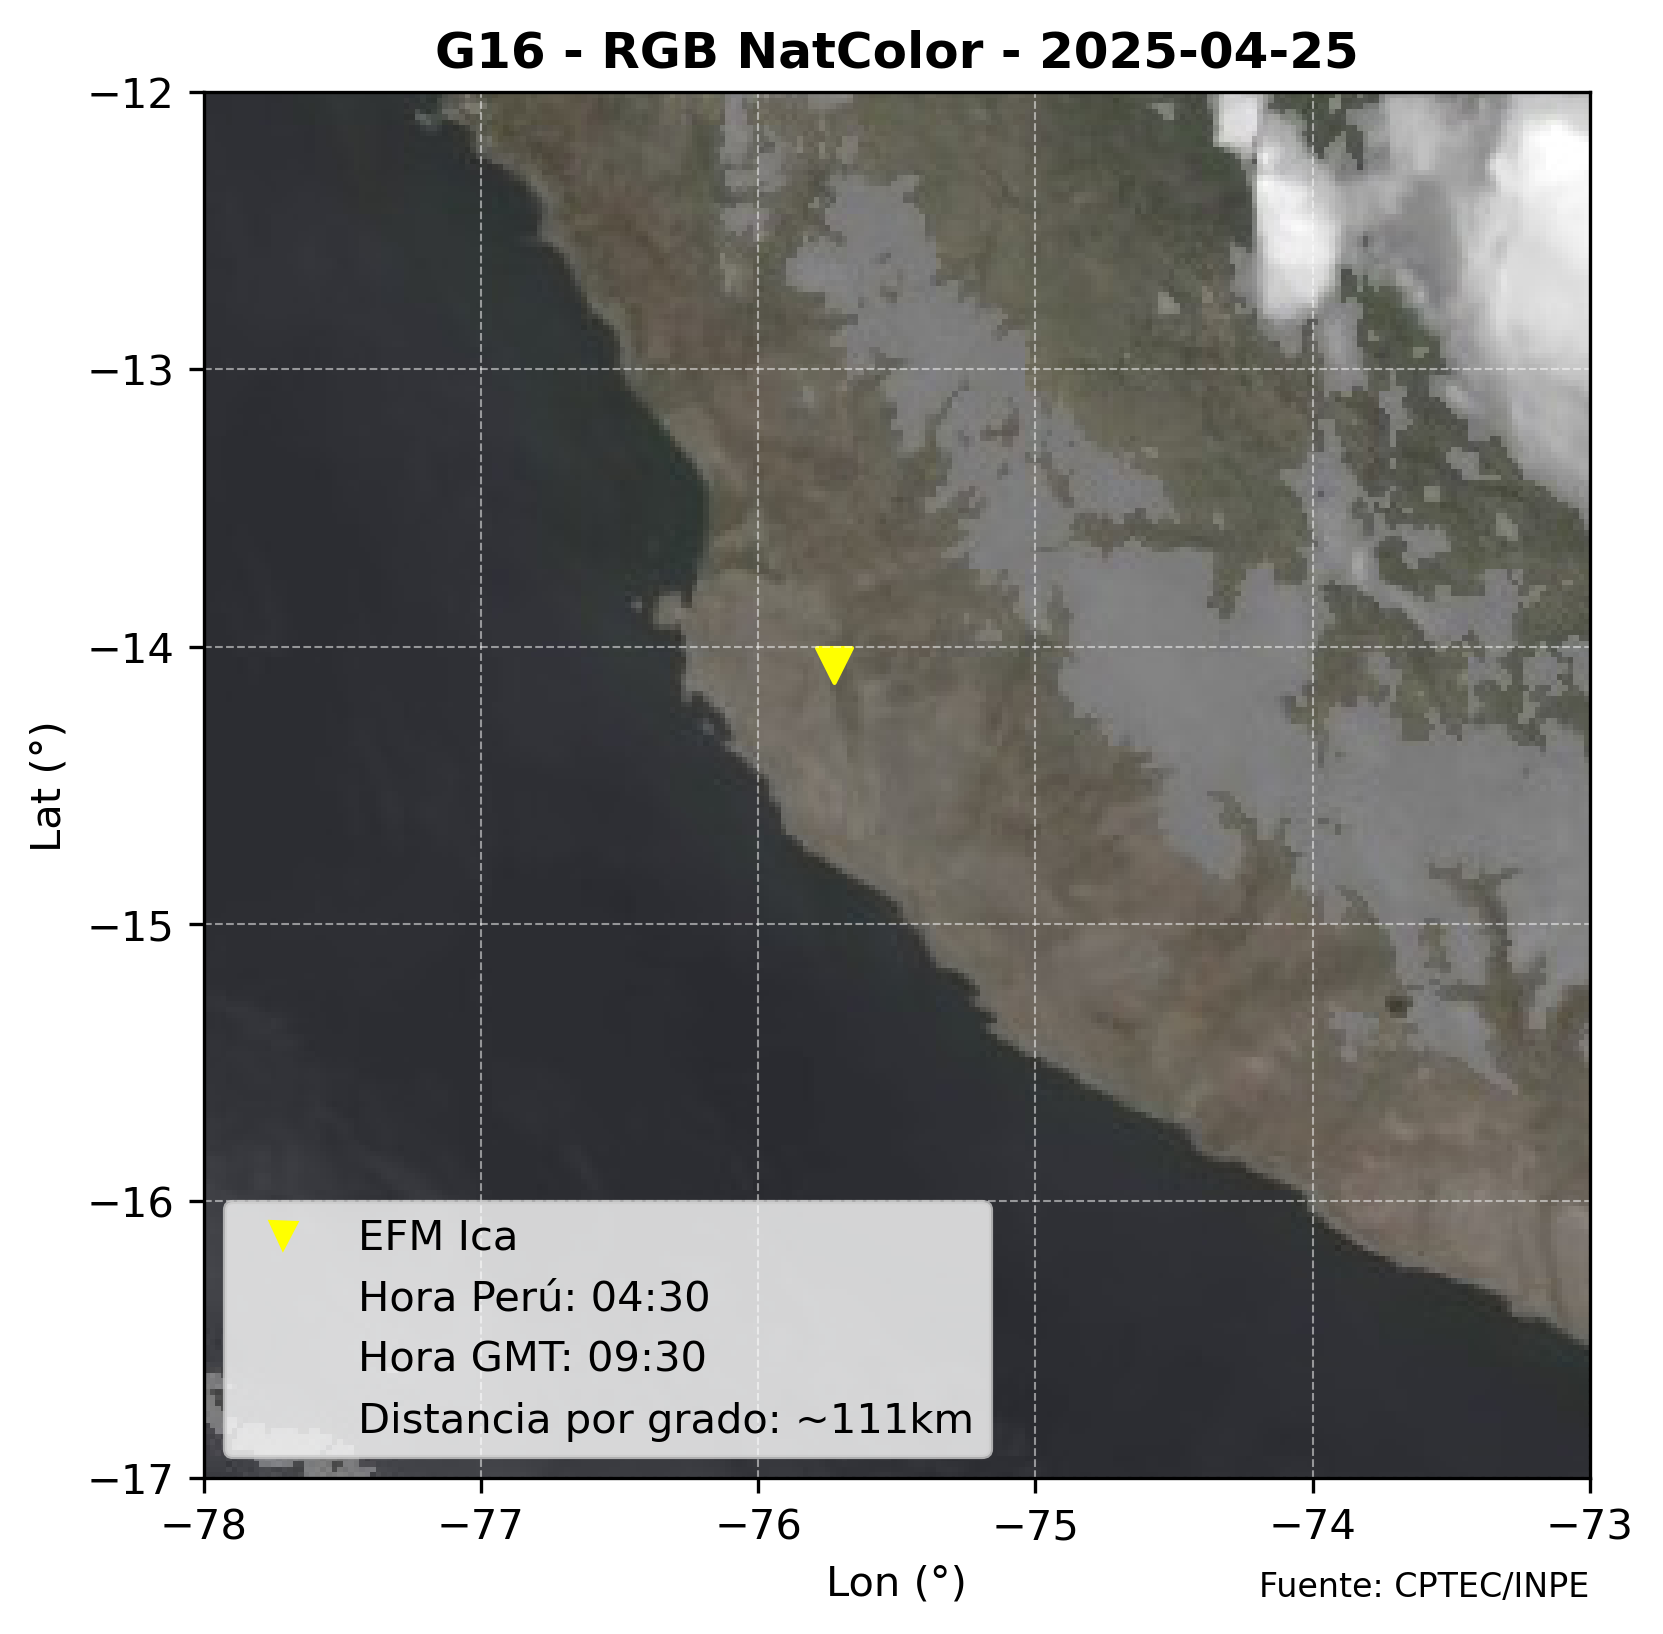 G16 - RGB NatColor - 2025-04-25
−12
−13
−14
−15
−16
−17
Lat (°)
EFM Ica
Hora Perú: 04:30
Hora GMT: 09:30
Distancia por grado: ~111km
−78 −77 −76 −75 −74 −73
Lon (°)
Fuente: CPTEC/INPE